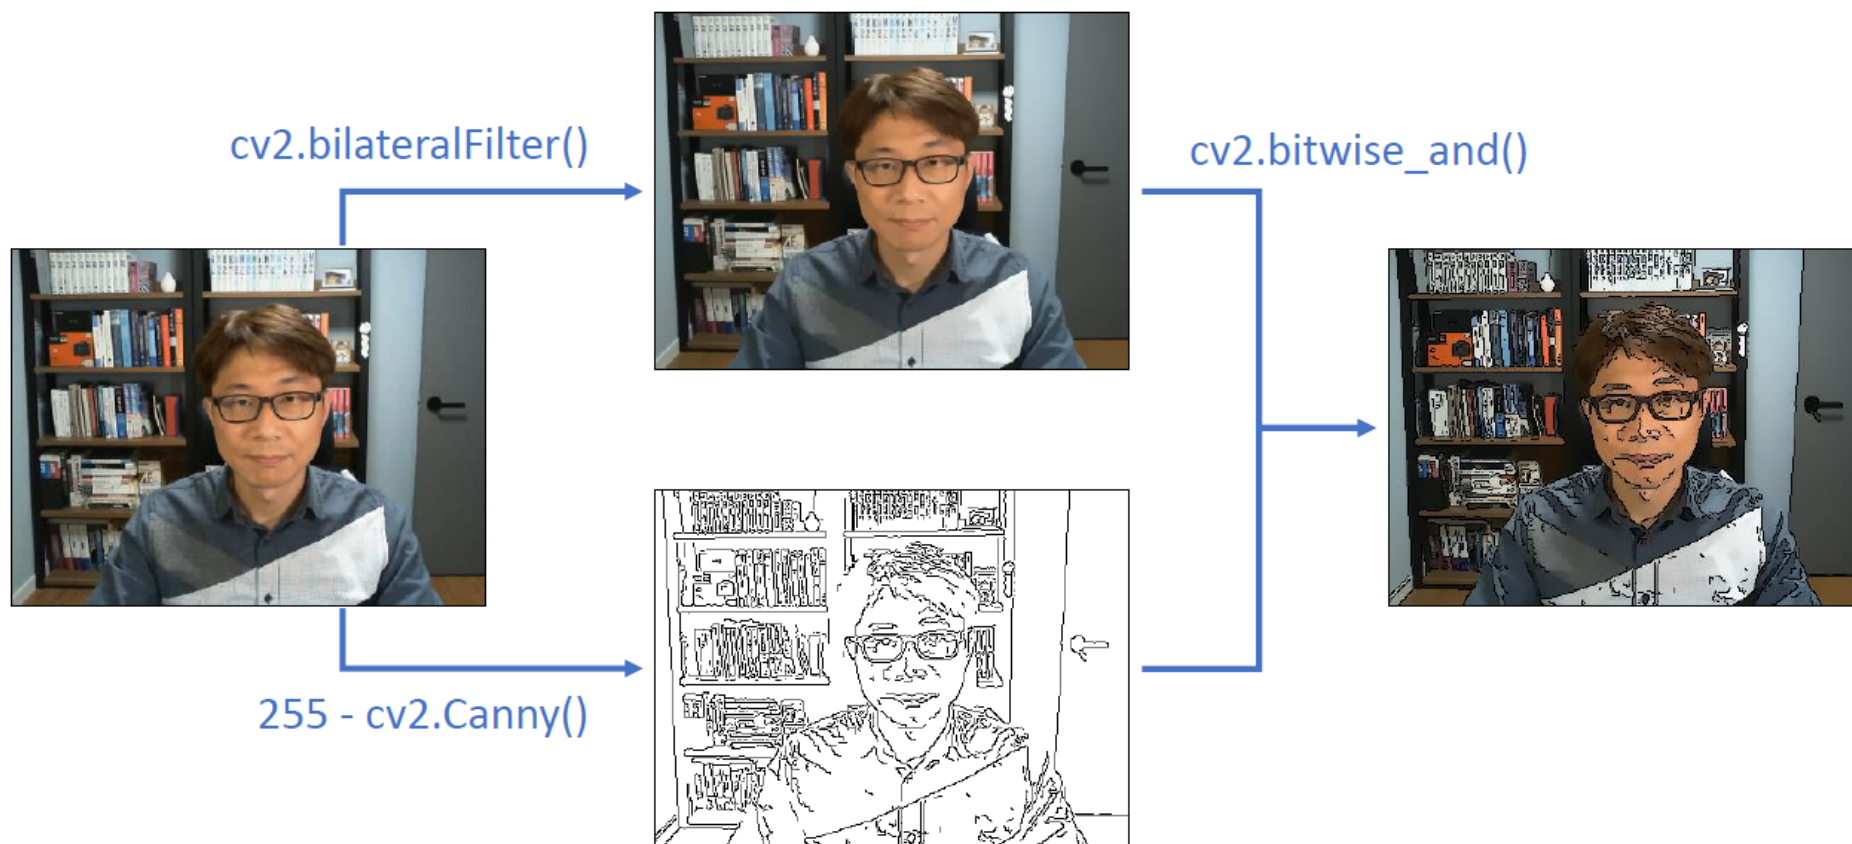 cv2.bilateralFilter()
cv2.bitwise_and()
255 - cv2.Canny()